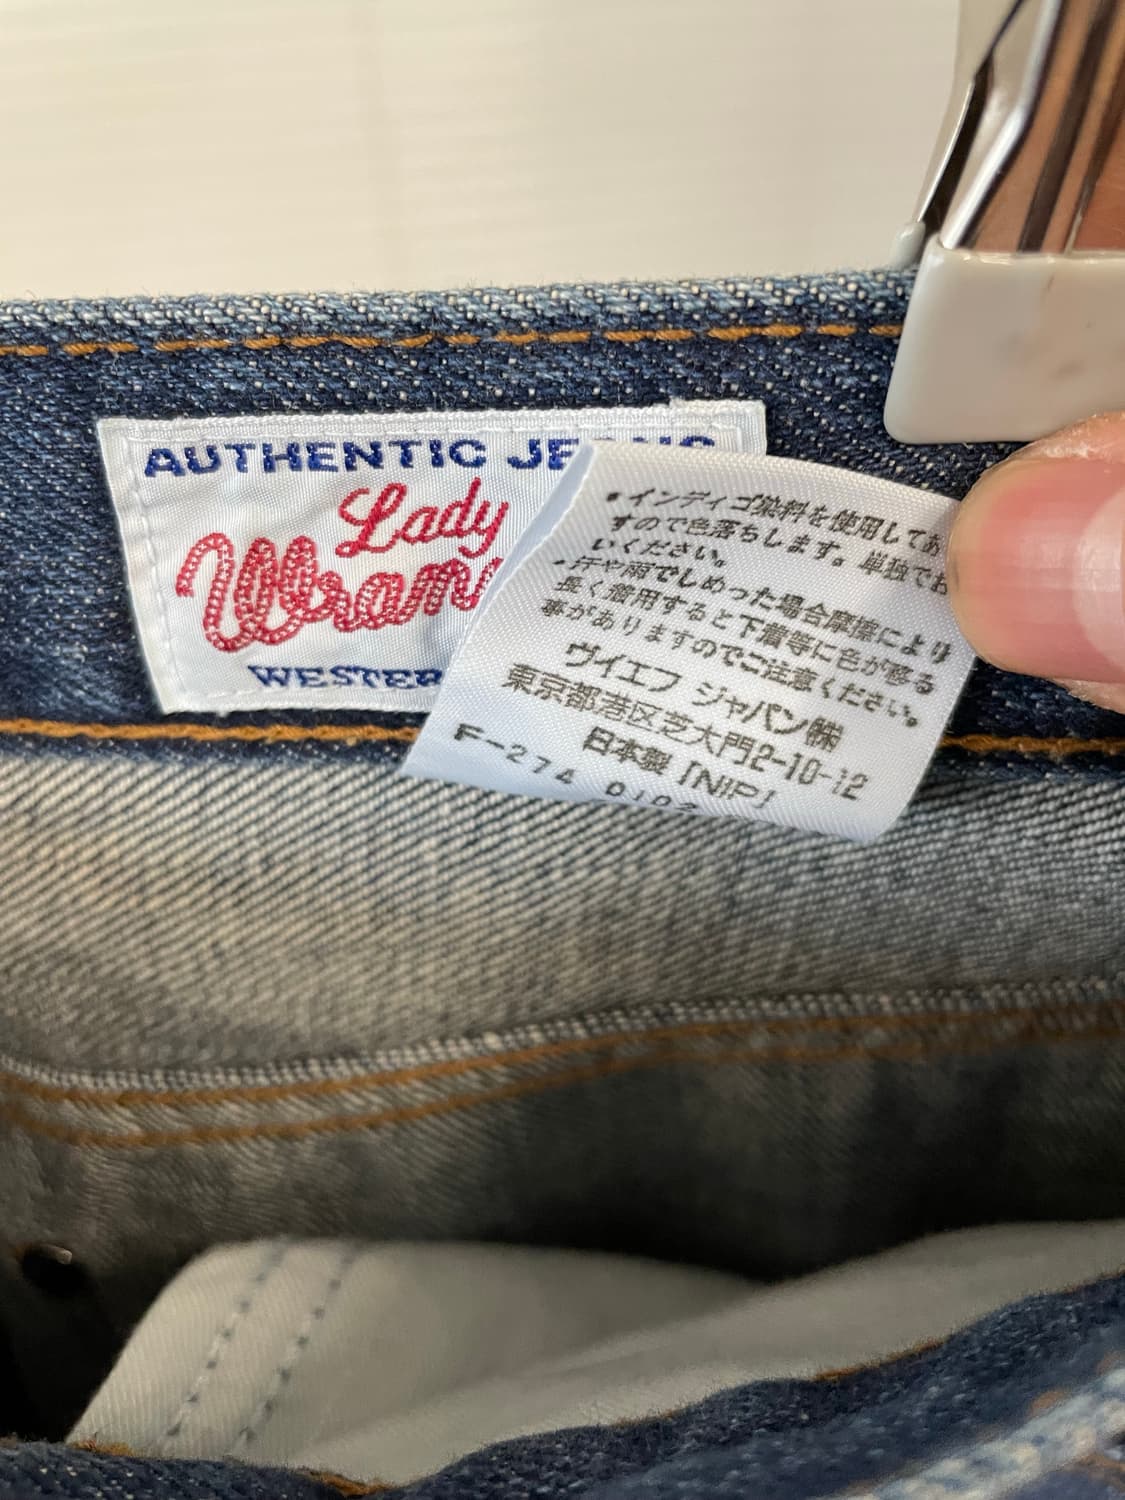 AUTHENTIC JEANS
Lady
Wrang
WESTER
・インディゴ染料を使用してあ
すので色落ちします。単独でお
いください。
・汗や雨でしめった場合摩擦により
長く着用すると下着等に色が移る
事がありますのでご注意ください。
ヴイエフ ジャパン㈱
東京都港区芝大門2-10-12
日本製「NIP」
F-274 0102